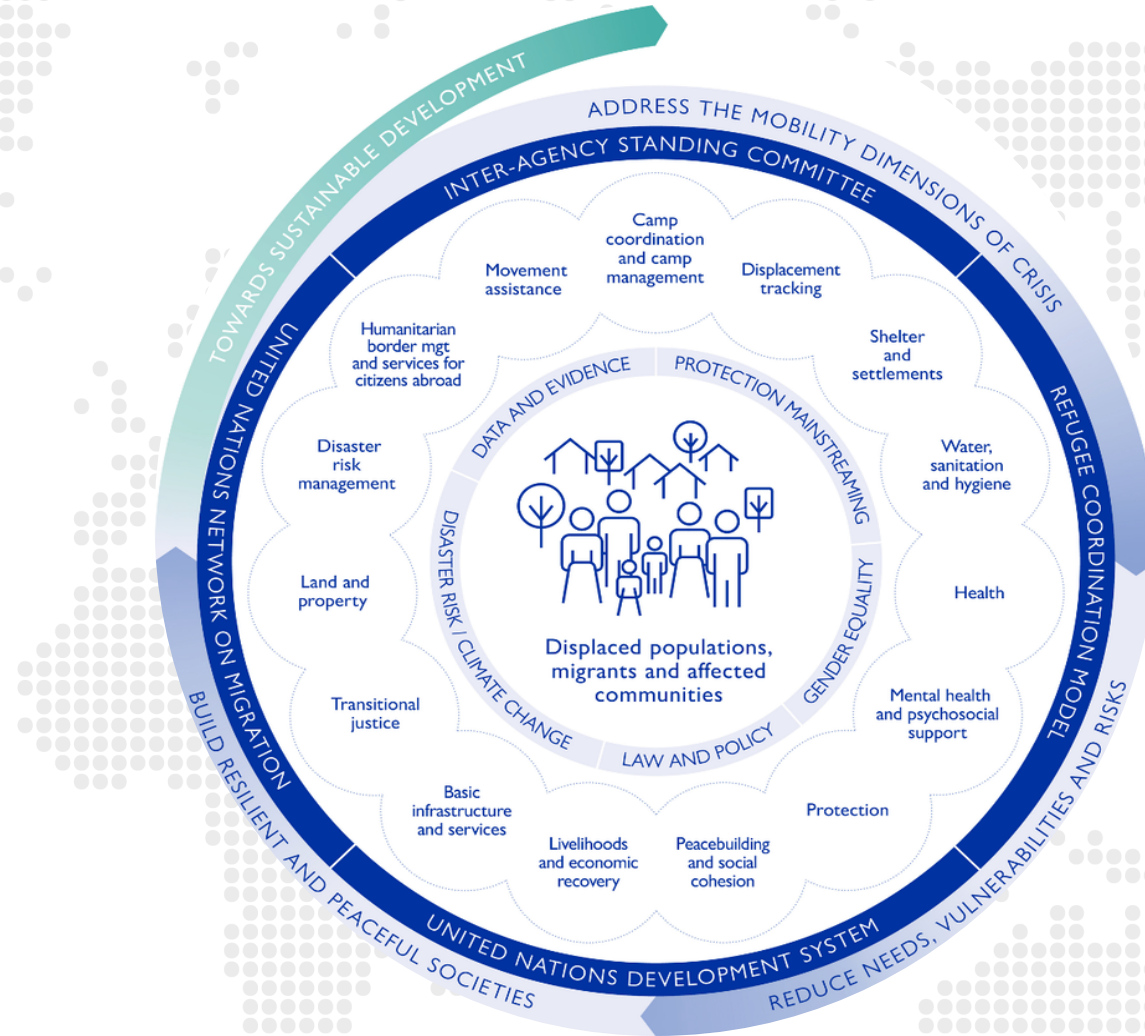 TOWARDS SUSTAINABLE DEVELOPMENT
ADDRESS THE MOBILITY DIMENSIONS OF CRISIS
REDUCE NEEDS, VULNERABILITIES AND RISKS
BUILD RESILIENT AND PEACEFUL SOCIETIES
INTER-AGENCY STANDING COMMITTEE
REFUGEE COORDINATION MODEL
UNITED NATIONS DEVELOPMENT SYSTEM
UNITED NATIONS NETWORK ON MIGRATION
Camp
coordination
and camp
management
Displacement
tracking
Shelter
and
settlements
Water,
sanitation
and hygiene
Health
Mental health
and psychosocial
support
Protection
Peacebuilding
and social
cohesion
Livelihoods
and economic
recovery
Basic
infrastructure
and services
Transitional
justice
Land and
property
Disaster
risk
management
Humanitarian
border mgt
and services for
citizens abroad
Movement
assistance
DATA AND EVIDENCE
PROTECTION MAINSTREAMING
GENDER EQUALITY
LAW AND POLICY
DISASTER RISK / CLIMATE CHANGE
Displaced populations,
migrants and affected
communities